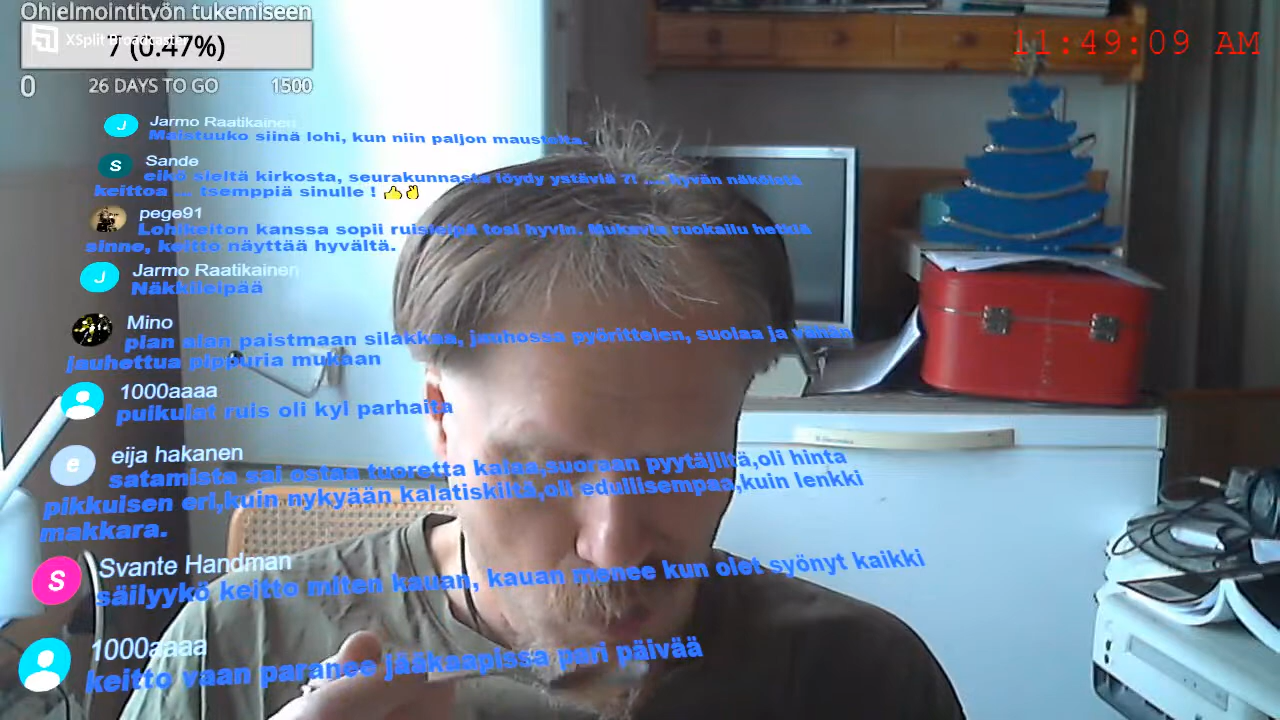 Ohjelmointityön tukemiseen
XSplit Broadcaster
7 (0.47%)
11:49:09 AM
0 26 DAYS TO GO 1500
Jarmo Raatikainen
Maistuuko siinä lohi, kun niin paljon mausteita.
Sande
eikö sieltä kirkosta, seurakunnasta löydy ystäviä ?! .... hyvän näköistä
keittoa ... tsemppiä sinulle ! 👍✌
pege91
Lohikeiton kanssa sopii ruisleipä tosi hyvin. Mukavia ruokailu hetkiä
sinne, keitto näyttää hyvältä.
Jarmo Raatikainen
Näkkileipää
Mino
pian alan paistmaan silakkaa, jauhossa pyörittelen, suolaa ja vähän
jauhettua pippuria mukaan
1000aaaa
puikulat ruis oli kyl parhaita
eija hakanen
satamista sai ostaa tuoretta kalaa,suoraan pyytäjiltä,oli hinta
pikkuisen eri,kuin nykyään kalatiskiltä,oli edullisempaa,kuin lenkki
makkara.
Svante Handman
säilyykö keitto miten kauan, kauan menee kun olet syönyt kaikki
1000aaaa
keitto vaan paranee jääkaapissa pari päivää